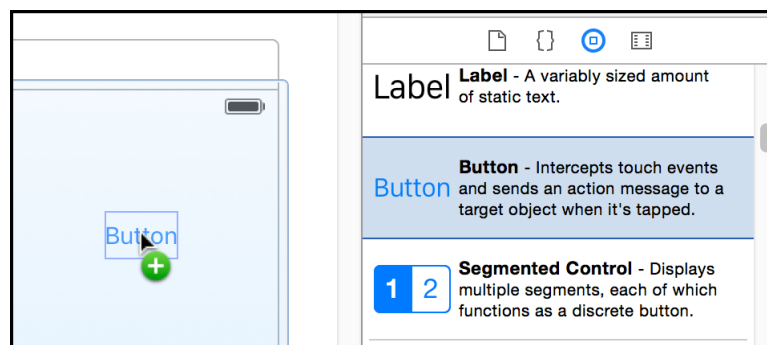 Label
Label - A variably sized amount
of static text.
Button
Button
Button - Intercepts touch events
and sends an action message to a
target object when it's tapped.
1 2
Segmented Control - Displays
multiple segments, each of which
functions as a discrete button.